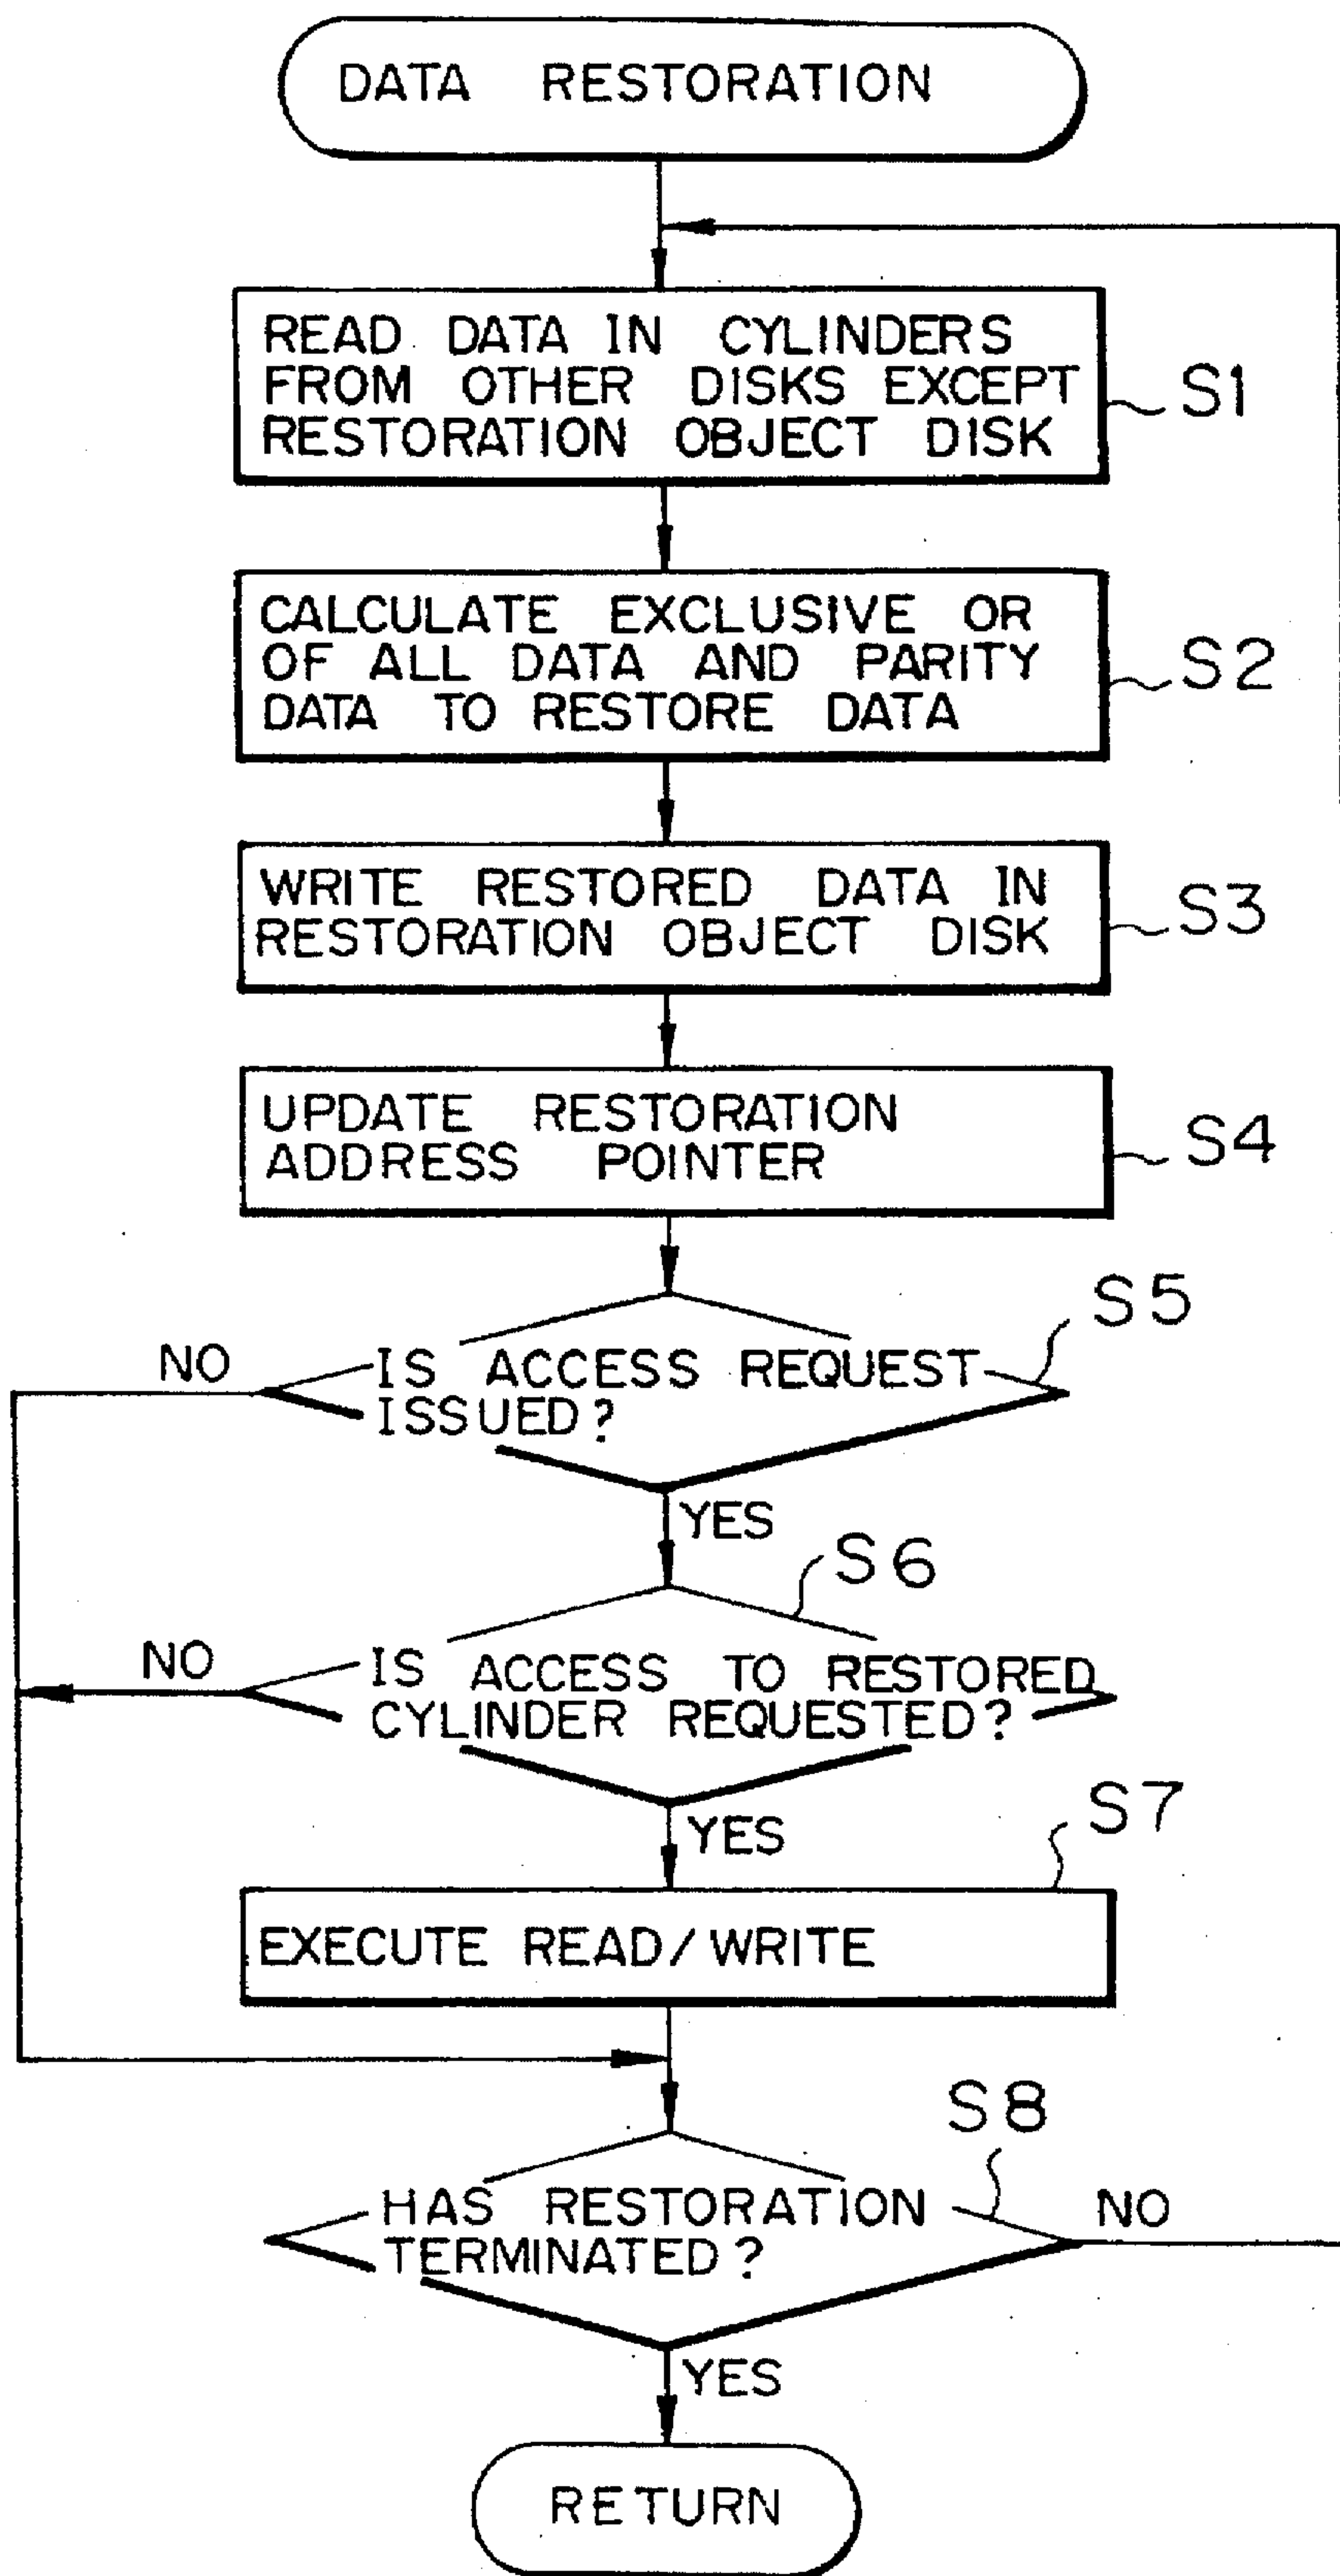 DATA RESTORATION
READ DATA IN CYLINDERS
FROM OTHER DISKS EXCEPT
RESTORATION OBJECT DISK
S1
CALCULATE EXCLUSIVE OR
OF ALL DATA AND PARITY
DATA TO RESTORE DATA
S2
WRITE RESTORED DATA IN
RESTORATION OBJECT DISK
S3
UPDATE RESTORATION
ADDRESS POINTER
S4
S5
NO
IS ACCESS REQUEST
ISSUED?
YES
S6
NO
IS ACCESS TO RESTORED
CYLINDER REQUESTED?
YES
S7
EXECUTE READ/WRITE
S8
HAS RESTORATION
TERMINATED?
NO
YES
RETURN